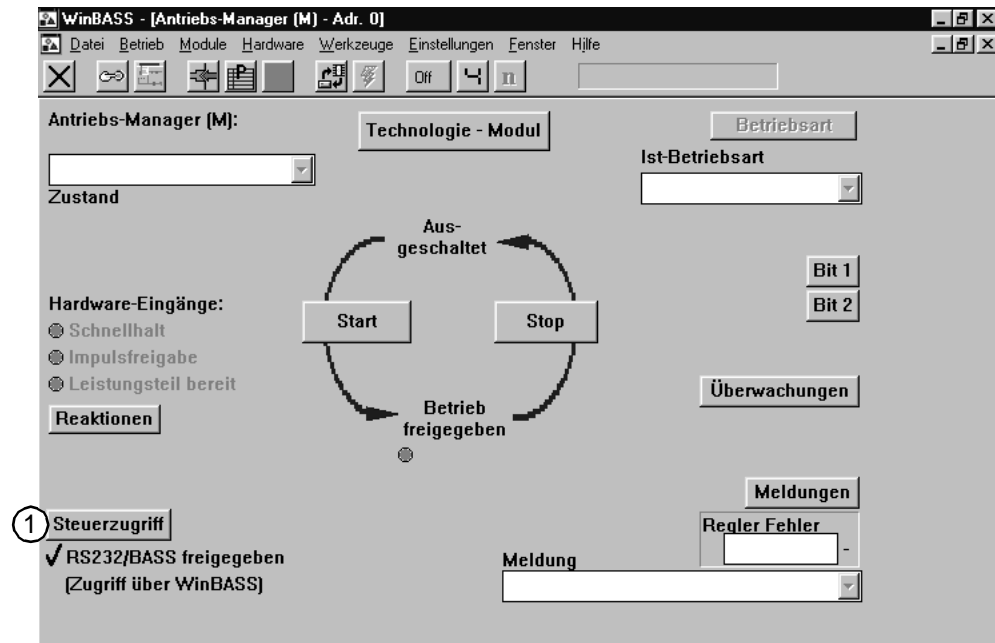 WinBASS - [Antriebs-Manager (M) - Adr. 0]
Datei Betrieb Module Hardware Werkzeuge Einstellungen Fenster Hilfe
P Off n
Antriebs-Manager (M):
Technologie - Modul
Betriebsart
Ist-Betriebsart
Zustand
Aus-
geschaltet
Bit 1
Bit 2
Hardware-Eingänge:
Schnellhalt
Impulsfreigabe
Leistungsteil bereit
Reaktionen
Start
Stop
Betrieb
freigegeben
Überwachungen
Meldungen
1 Steuerzugriff
RS232/BASS freigegeben
(Zugriff über WinBASS)
Regler Fehler
-
Meldung